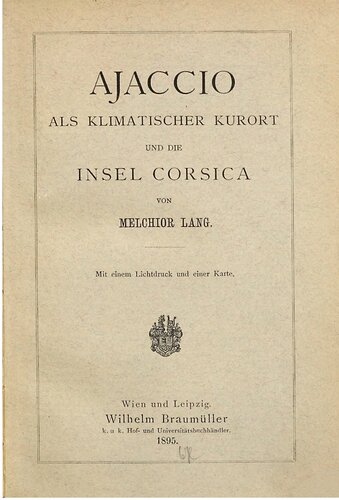 AJACCIO
ALS KLIMATISCHER KURORT
UND DIE
INSEL CORSICA
VON
MELCHIOR LANG.
Mit einem Lichtdruck und einer Karte.
Wien und Leipzig.
Wilhelm Braumüller
k. u. k. Hof- und Universitätsbuchhändler.
1895.